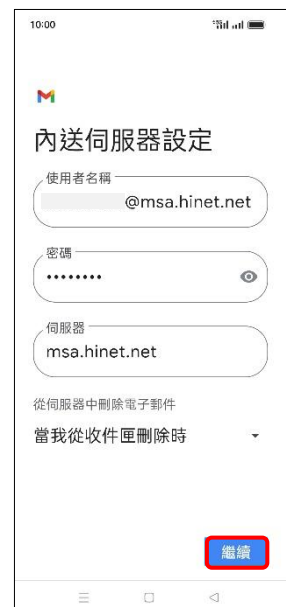 10:00
內送伺服器設定
使用者名稱
@msa.hinet.net
密碼
••••••••
伺服器
msa.hinet.net
從伺服器中刪除電子郵件
當我從收件匣刪除時
繼續